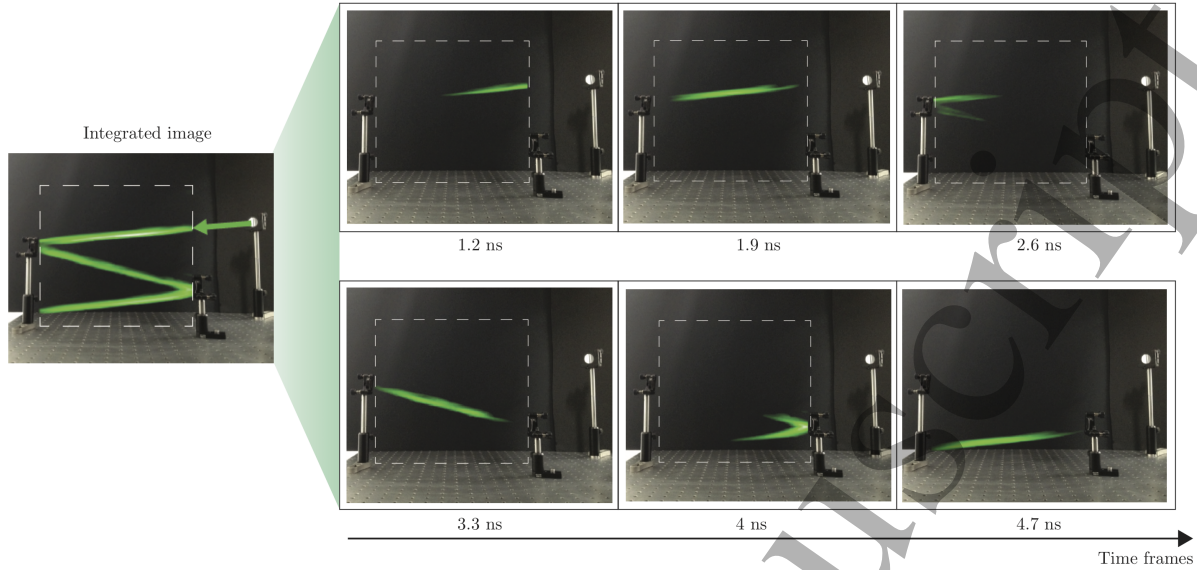 Integrated image
1.2 ns
1.9 ns
2.6 ns
3.3 ns
4 ns
4.7 ns
Time frames
uscript